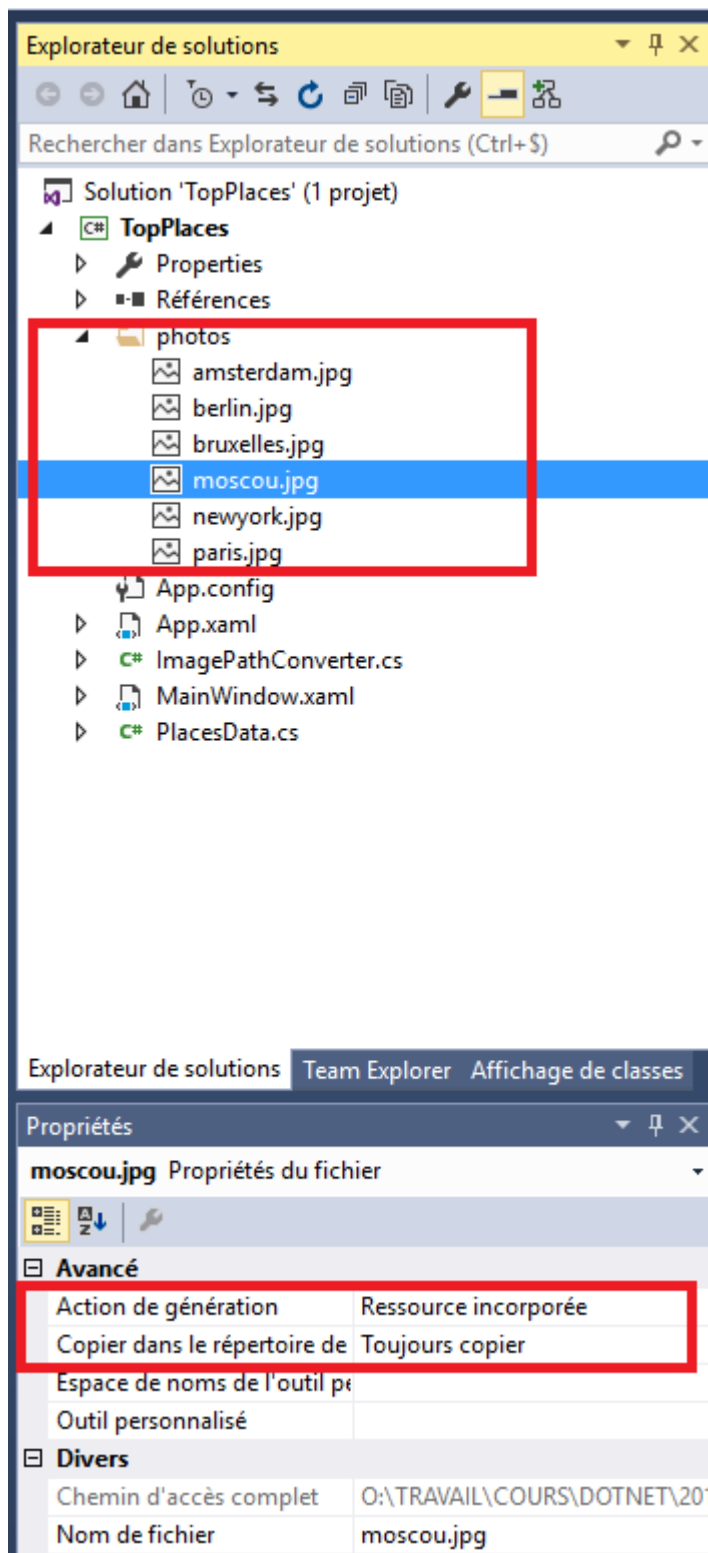 Explorateur de solutions
Rechercher dans Explorateur de solutions (Ctrl+$)
Solution 'TopPlaces' (1 projet)
C# TopPlaces
Properties
Références
photos
amsterdam.jpg
berlin.jpg
bruxelles.jpg
moscou.jpg
newyork.jpg
paris.jpg
App.config
App.xaml
C# ImagePathConverter.cs
MainWindow.xaml
C# PlacesData.cs
Explorateur de solutions Team Explorer Affichage de classes
Propriétés
moscou.jpg Propriétés du fichier
Avancé
Action de génération Ressource incorporée
Copier dans le répertoire de Toujours copier
Espace de noms de l'outil pe
Outil personnalisé
Divers
Chemin d'accès complet O:\TRAVAIL\COURS\DOTNET\201
Nom de fichier moscou.jpg